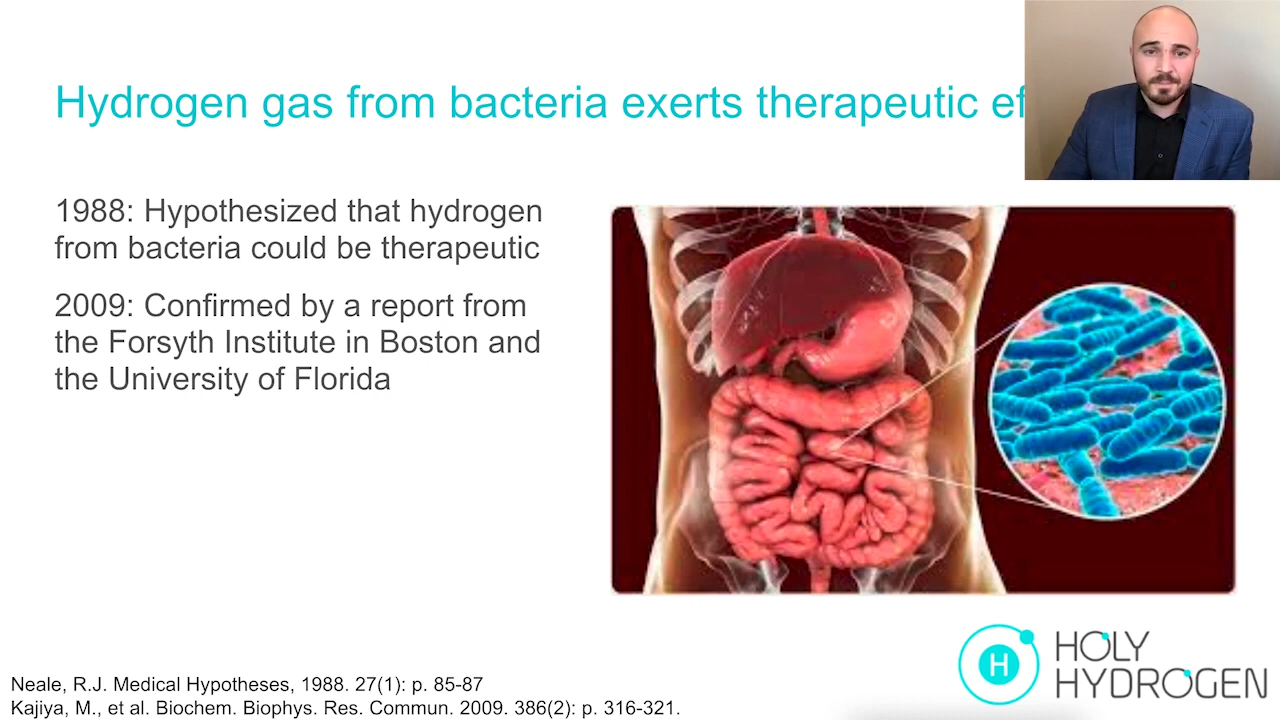 Hydrogen gas from bacteria exerts therapeutic ef
1988: Hypothesized that hydrogen
from bacteria could be therapeutic
2009: Confirmed by a report from
the Forsyth Institute in Boston and
the University of Florida
H
HOLY
HYDROGEN
Neale, R.J. Medical Hypotheses, 1988. 27(1): p. 85-87
Kajiya, M., et al. Biochem. Biophys. Res. Commun. 2009. 386(2): p. 316-321.